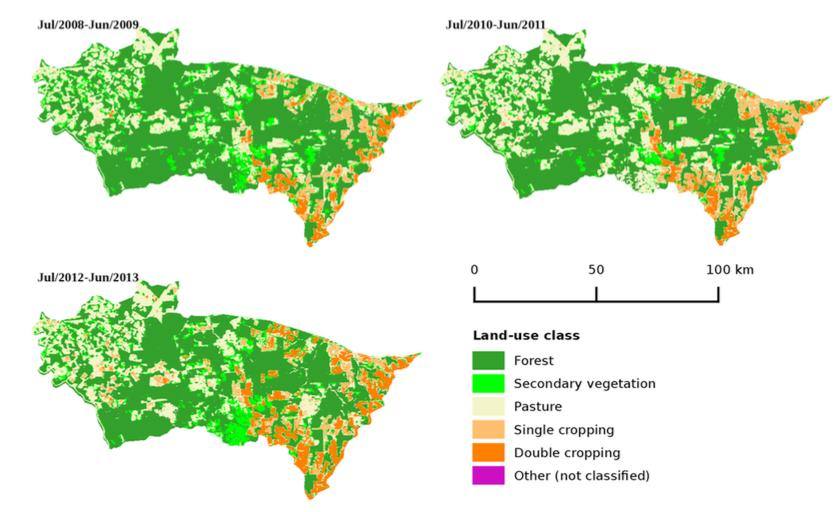 Jul/2008-Jun/2009
Jul/2010-Jun/2011
Jul/2012-Jun/2013
0 50 100 km
Land-use class
Forest
Secondary vegetation
Pasture
Single cropping
Double cropping
Other (not classified)